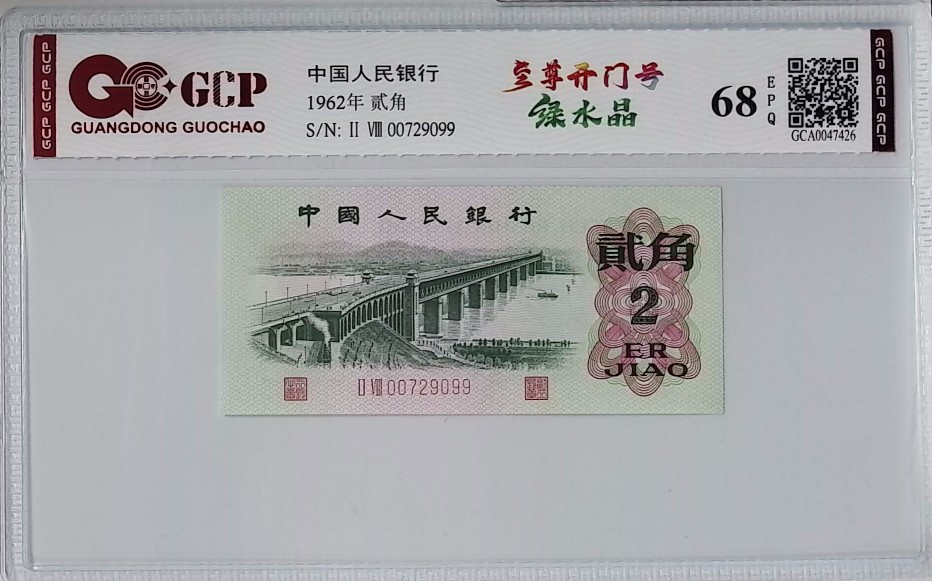 GCP GCP GCP
GCP
GUANGDONG GUOCHAO
中国人民银行
1962年 贰角
S/N: II VIII 00729099
至尊开门号
绿水晶
68
EPQ
GCA0047426
GCP GCP GCP
中國人民銀行
貳角
2
ER
JIAO
II VIII 00729099